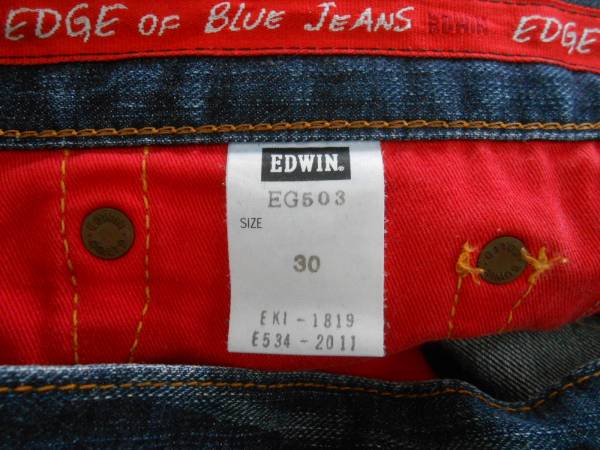 EDGE OF BLUE JEANS EDWIN EDGE
EDWIN
EG503
SIZE
30
EKI-1819
E534-2011